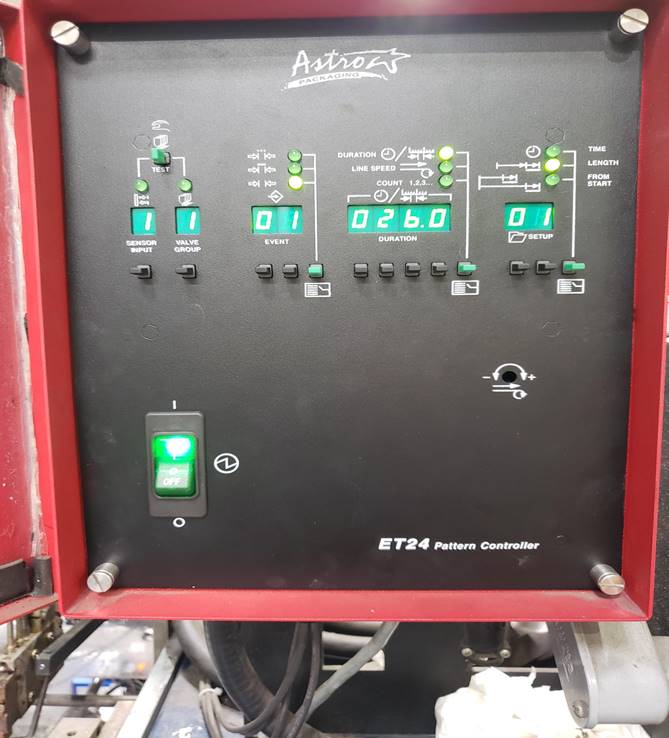 Astro
PACKAGING
TEST
1
SENSOR
INPUT
1
VALVE
GROUP
01
EVENT
DURATION
LINE SPEED
COUNT 1,2,3...
026.0
DURATION
TIME
LENGTH
FROM
START
01
SETUP
- +
I
OFF
O
ET24 Pattern Controller